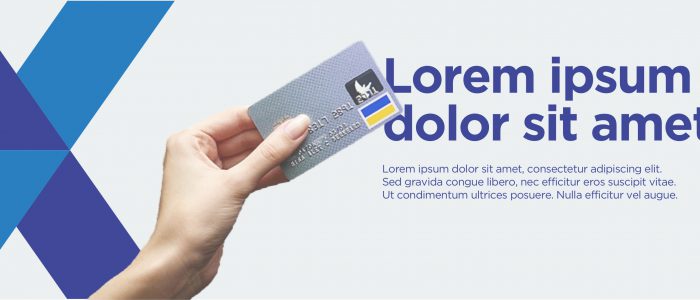 Lorem ipsum
dolor sit amet
Lorem ipsum dolor sit amet, consectetur adipiscing elit.
Sed gravida congue libero, nec efficitur eros suscipit vitae.
Ut condimentum ultrices posuere. Nulla efficitur vel augue.